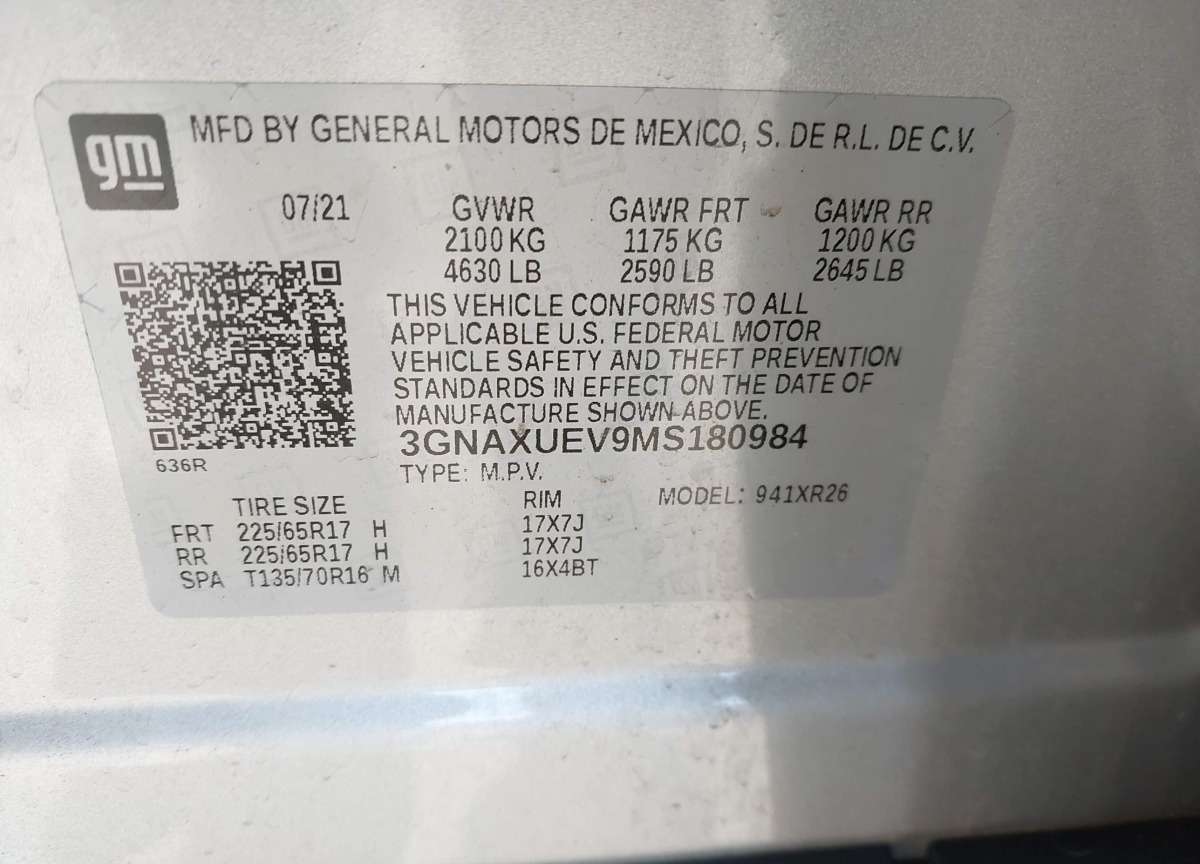 gm
MFD BY GENERAL MOTORS DE MEXICO, S. DE R.L. DE C.V.
07/21 GVWR GAWR FRT GAWR RR
2100 KG 1175 KG 1200 KG
4630 LB 2590 LB 2645 LB
THIS VEHICLE CONFORMS TO ALL
APPLICABLE U.S. FEDERAL MOTOR
VEHICLE SAFETY AND THEFT PREVENTION
STANDARDS IN EFFECT ON THE DATE OF
MANUFACTURE SHOWN ABOVE.
3GNAXUEV9MS180984
636R
TYPE: M.P.V.
TIRE SIZE RIM MODEL: 941XR26
FRT 225/65R17 H 17X7J
RR 225/65R17 H 17X7J
SPA T135/70R16 M 16X4BT